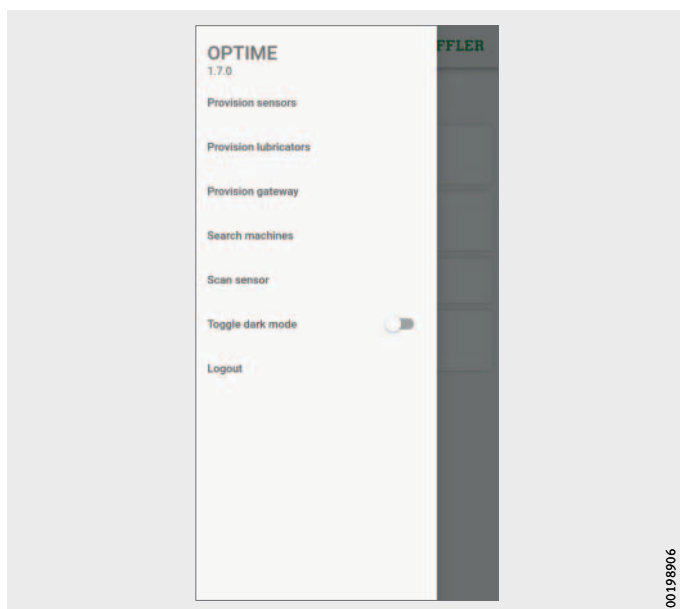 OPTIME
FFLER
1.7.0
Provision sensors
Provision lubricators
Provision gateway
Search machines
Scan sensor
Toggle dark mode
Logout
00198906